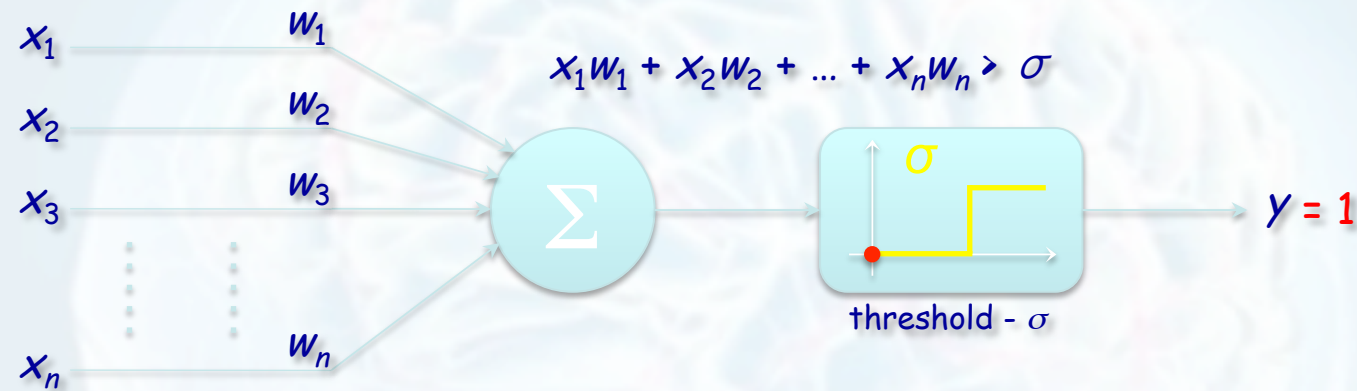 x₁ w₁
x₁w₁ + x₂w₂ + ... + xₙwₙ > σ
x₂ w₂
σ
x₃ w₃
Σ
y = 1
threshold - σ
xₙ wₙ